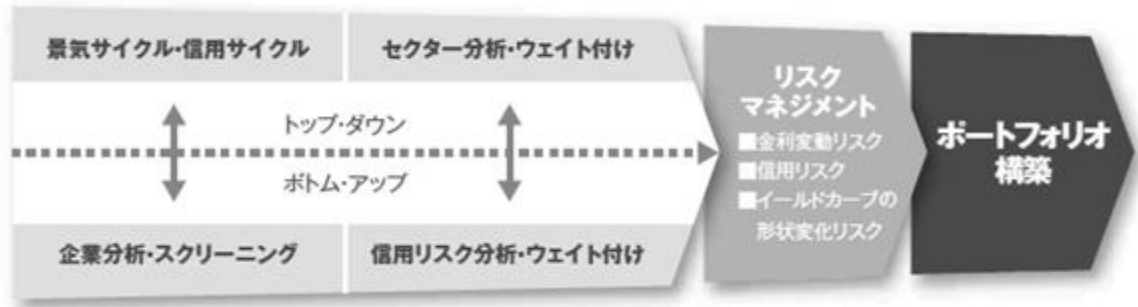 景気サイクル・信用サイクル
セクター分析・ウェイト付け
トップ・ダウン
ボトム・アップ
企業分析・スクリーニング
信用リスク分析・ウェイト付け
リスク
マネジメント
■金利変動リスク
■信用リスク
■イールドカーブの
形状変化リスク
ポートフォリオ
構築